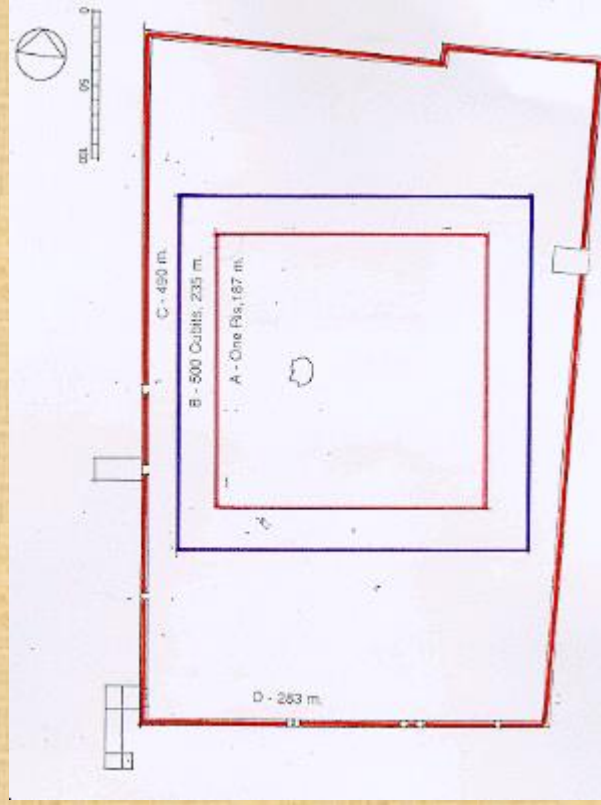 0
50
100
C - 490 m.
B - 500 Cubits, 235 m.
A - One Ris, 187 m.
D - 283 m.